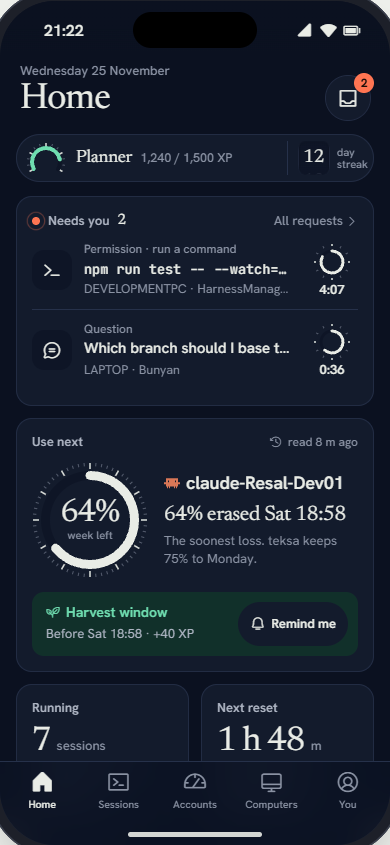 21:22
Wednesday 25 November
Home
2
Planner 1,240 / 1,500 XP
12 day streak
Needs you 2
All requests
Permission · run a command
npm run test -- --watch=…
DEVELOPMENTPC · HarnessManag…
4:07
Question
Which branch should I base t…
LAPTOP · Bunyan
0:36
Use next
read 8 m ago
64%
week left
claude-Resal-Dev01
64% erased Sat 18:58
The soonest loss. teksa keeps
75% to Monday.
Harvest window
Before Sat 18:58 · +40 XP
Remind me
Running
7 sessions
Next reset
1 h 48 m
Home
Sessions
Accounts
Computers
You